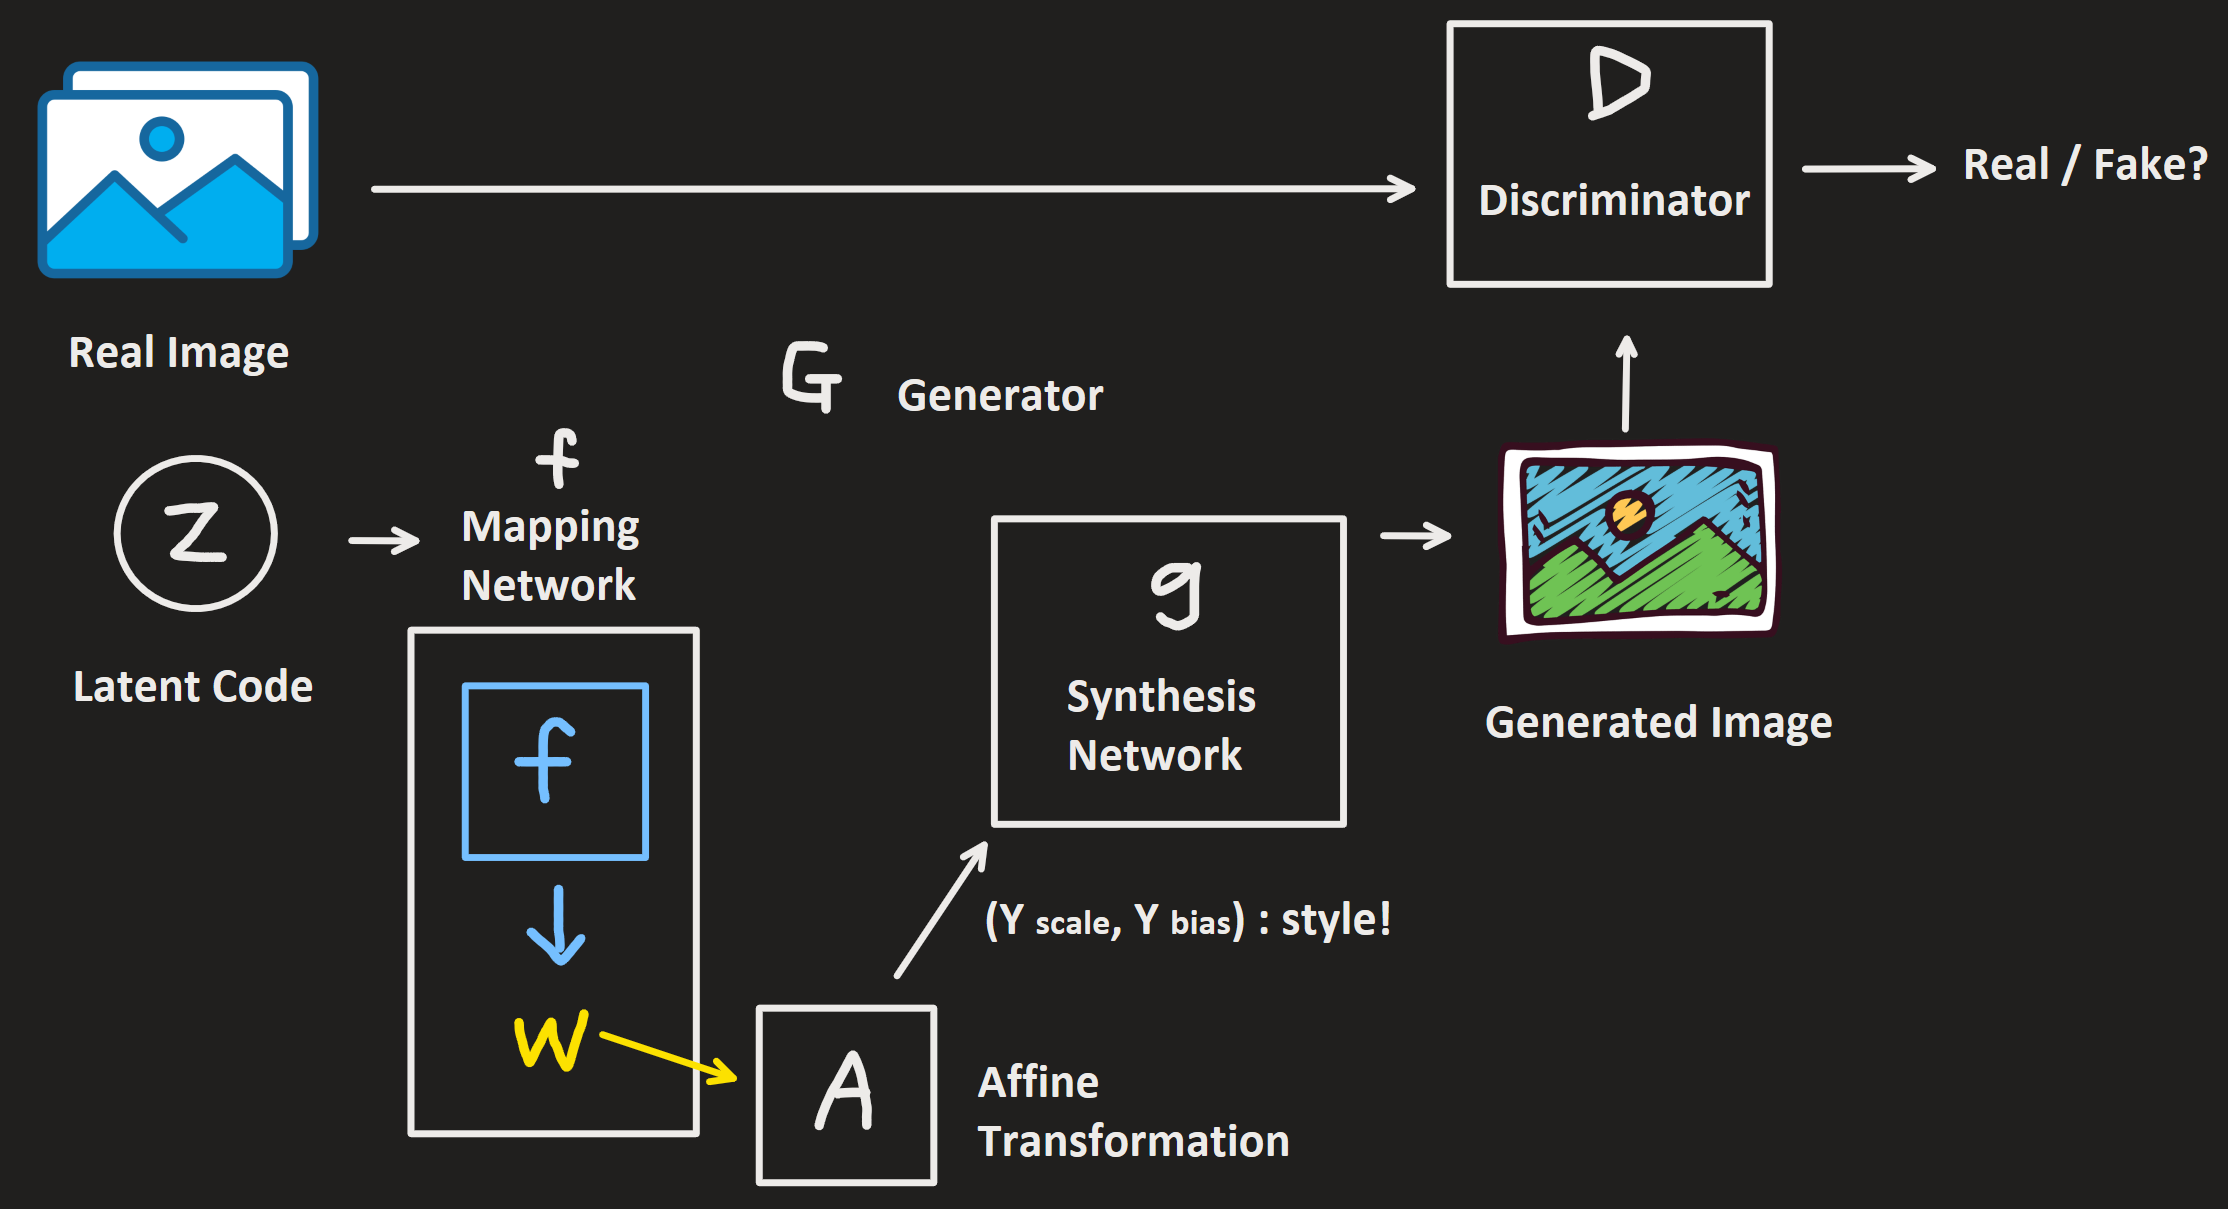 D
Discriminator
Real / Fake?
Real Image
G
Generator
f
Mapping
Network
z
Latent Code
f
w
g
Synthesis
Network
Generated Image
(Y scale, Y bias) : style!
A
Affine
Transformation